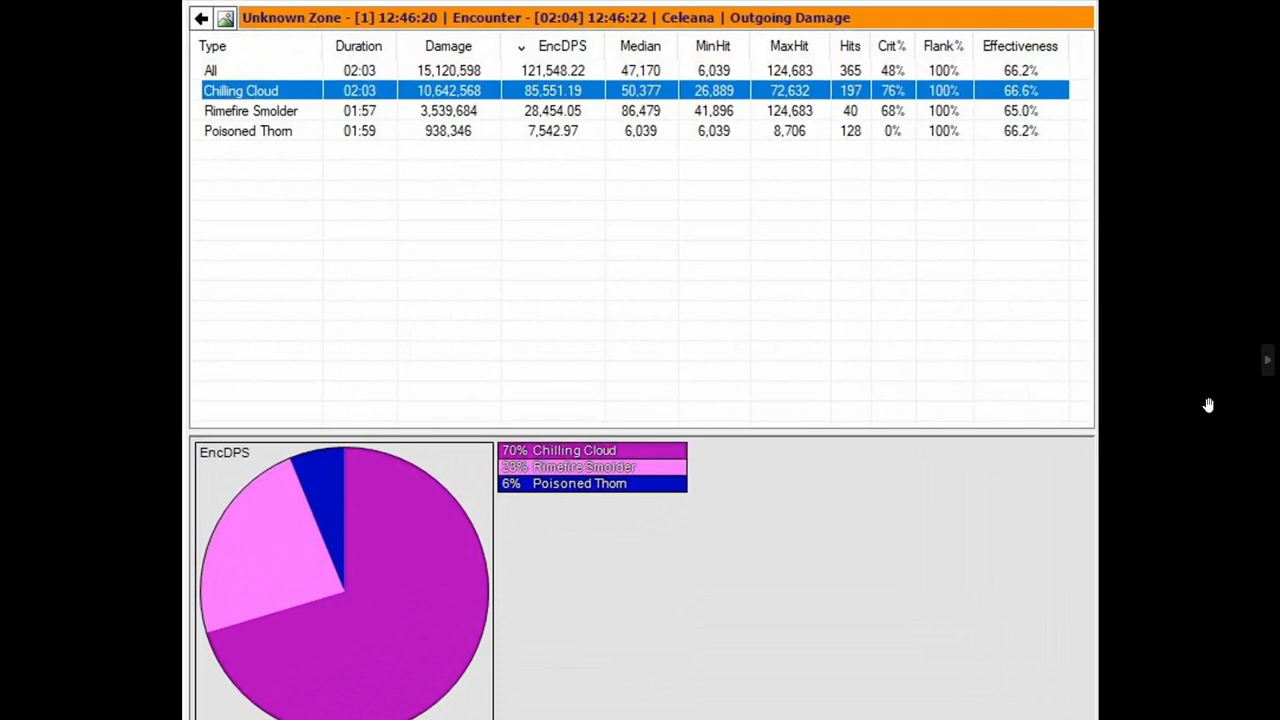 Unknown Zone - [1] 12:46:20 | Encounter - [02:04] 12:46:22 | Celeana | Outgoing Damage
Type Duration Damage EncDPS Median MinHit MaxHit Hits Crit% Flank% Effectiveness
All 02:03 15,120,598 121,548.22 47,170 6,039 124,683 365 48% 100% 66.2%
Chilling Cloud 02:03 10,642,568 85,551.19 50,377 26,889 72,632 197 76% 100% 66.6%
Rimefire Smolder 01:57 3,539,684 28,454.05 86,479 41,896 124,683 40 68% 100% 65.0%
Poisoned Thorn 01:59 938,346 7,542.97 6,039 6,039 8,706 128 0% 100% 66.2%
EncDPS
70% Chilling Cloud
23% Rimefire Smolder
6% Poisoned Thorn